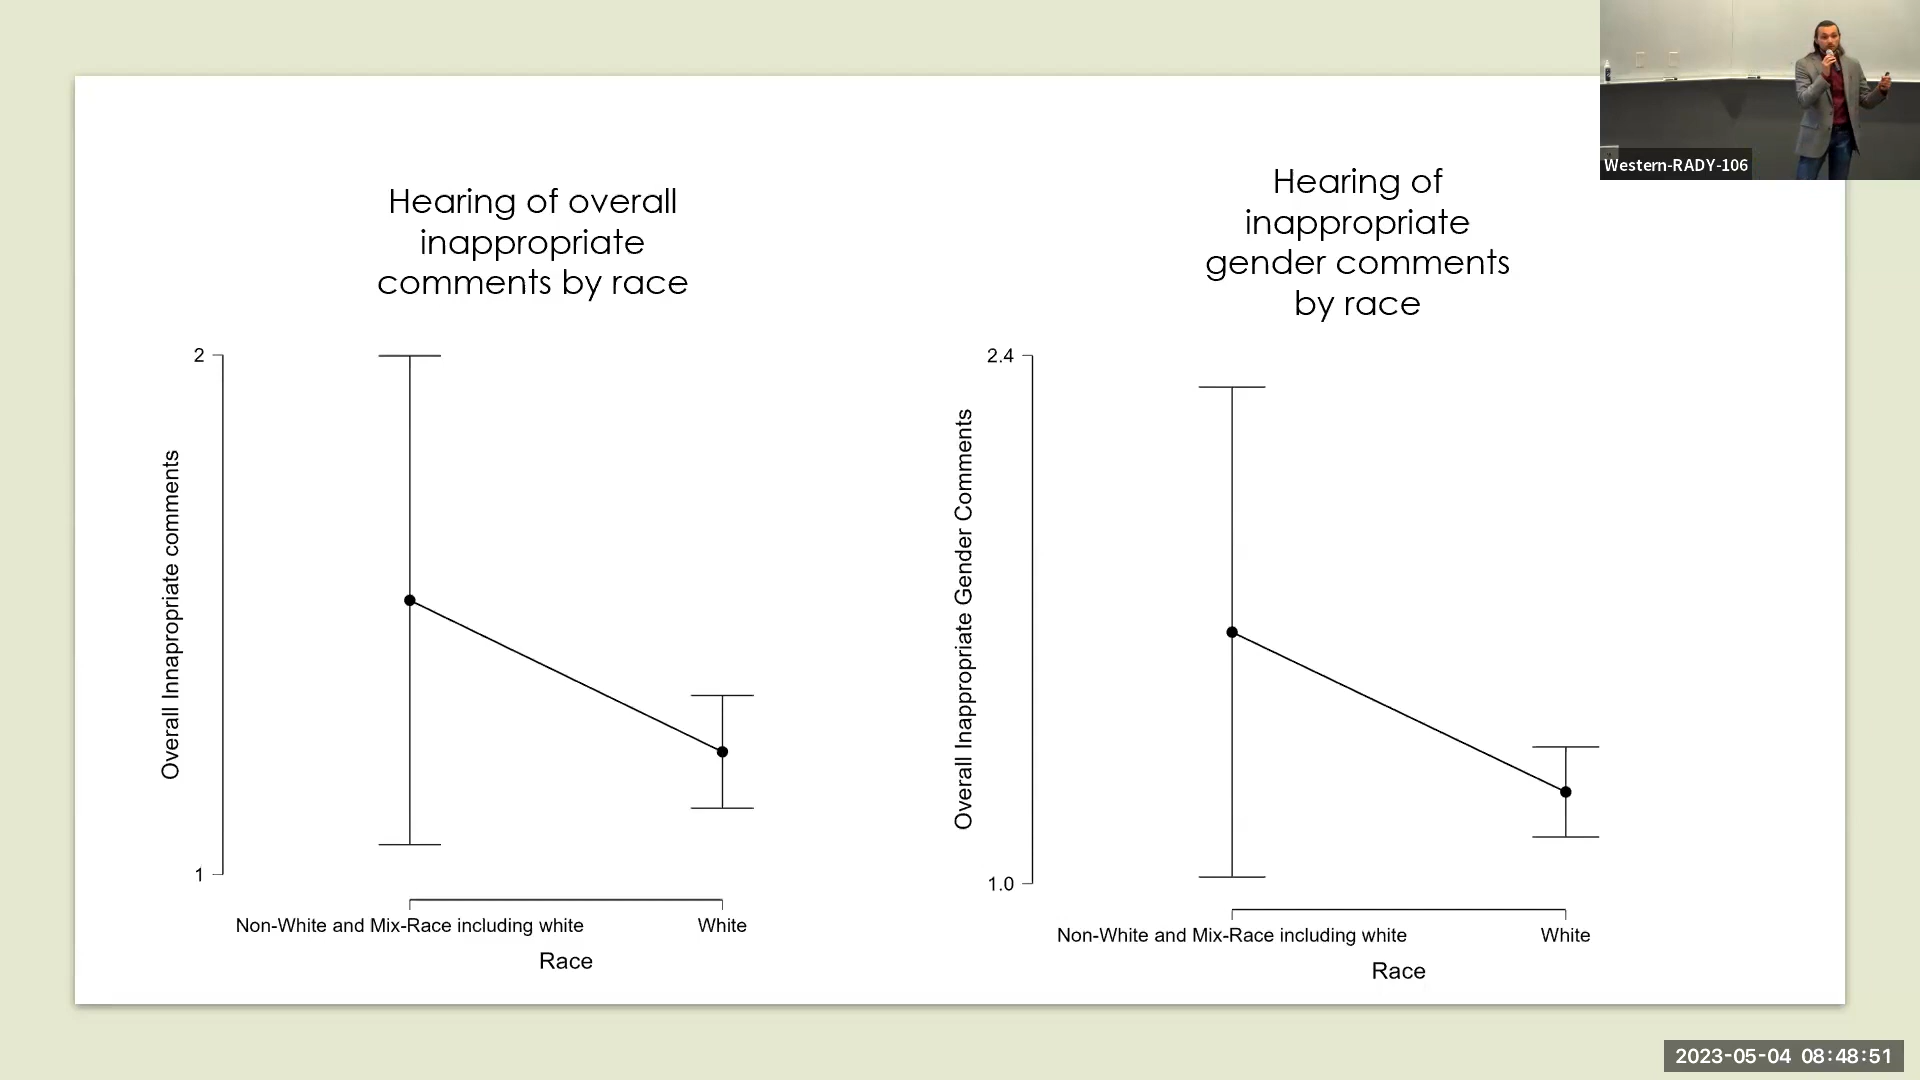 Western-RADY-106
Hearing of overall
inappropriate
comments by race
2
Overall Innapropriate comments
1
Non-White and Mix-Race including white
White
Race
Hearing of
inappropriate
gender comments
by race
2.4
Overall Inappropriate Gender Comments
1.0
Non-White and Mix-Race including white
White
Race
2023-05-04 08:48:51